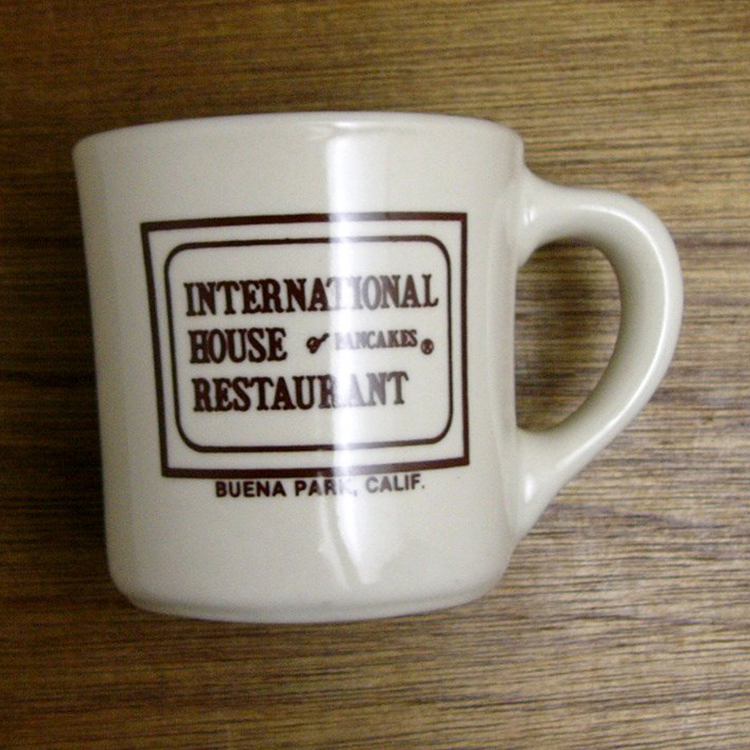 INTERNATIONAL
HOUSE of PANCAKES®
RESTAURANT
BUENA PARK, CALIF.